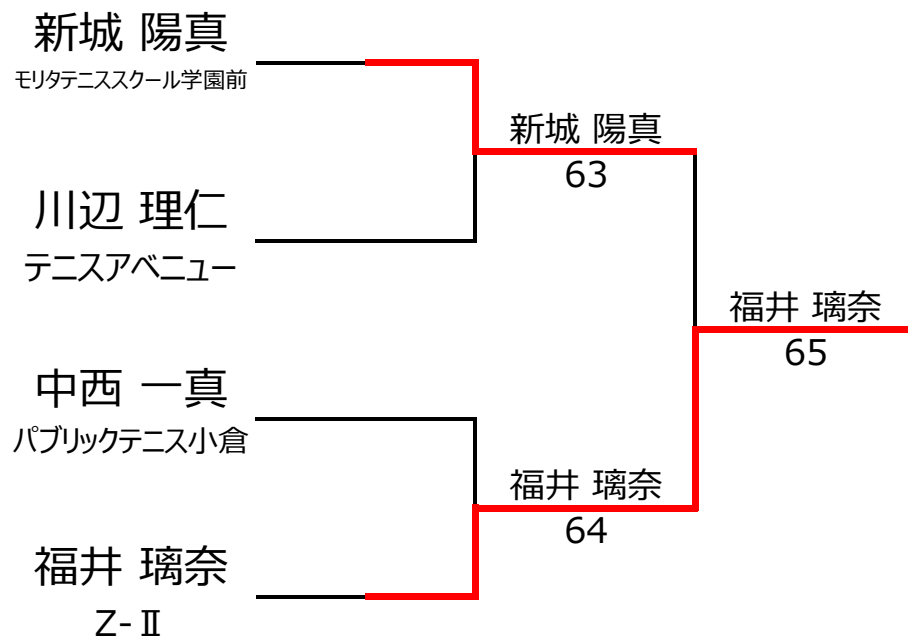 新城 陽真
モリタテニススクール学園前
新城 陽真
63
川辺 理仁
テニスアベニュー
福井 璃奈
65
中西 一真
パブリックテニス小倉
福井 璃奈
64
福井 璃奈
Z-Ⅱ